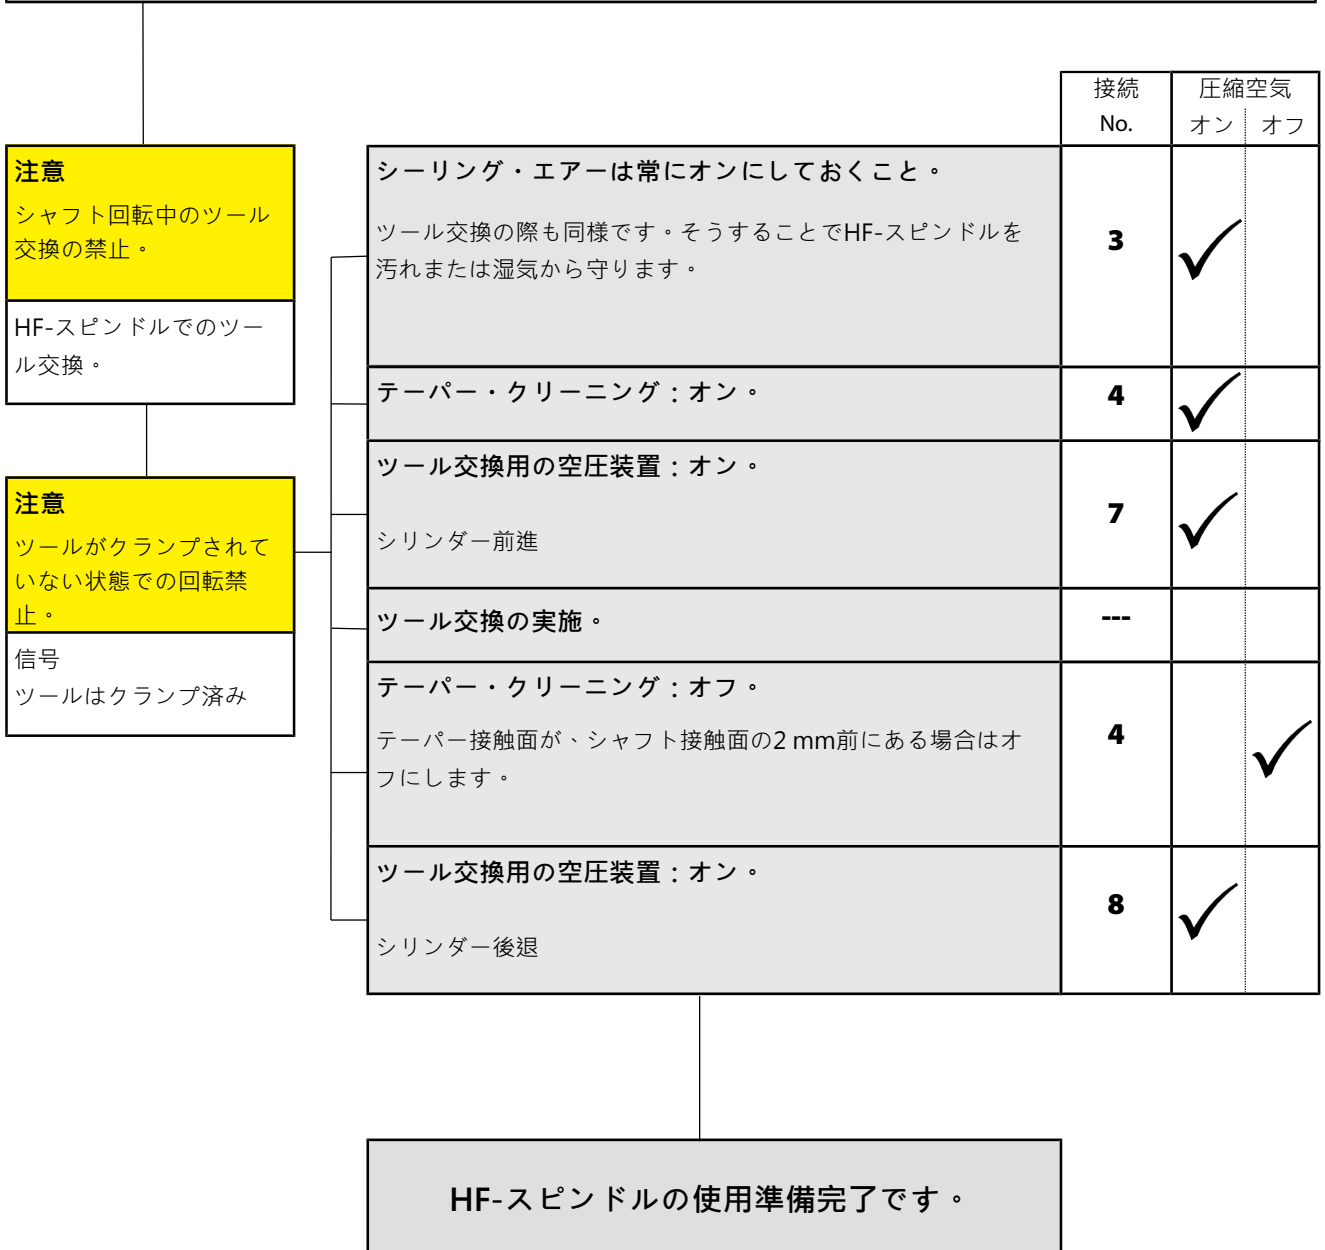 接続
No.
圧縮空気
オン オフ
注意
シャフト回転中のツール
交換の禁止。
HF-スピンドルでのツー
ル交換。
注意
ツールがクランプされて
いない状態での回転禁
止。
信号
ツールはクランプ済み
シーリング・エアーは常にオンにしておくこと。
ツール交換の際も同様です。そうすることでHF-スピンドルを
汚れまたは湿気から守ります。
3
テーパー・クリーニング：オン。
4
ツール交換用の空圧装置：オン。
シリンダー前進
7
ツール交換の実施。
---
テーパー・クリーニング：オフ。
テーパー接触面が、シャフト接触面の2 mm前にある場合はオ
フにします。
4
ツール交換用の空圧装置：オン。
シリンダー後退
8
HF-スピンドルの使用準備完了です。